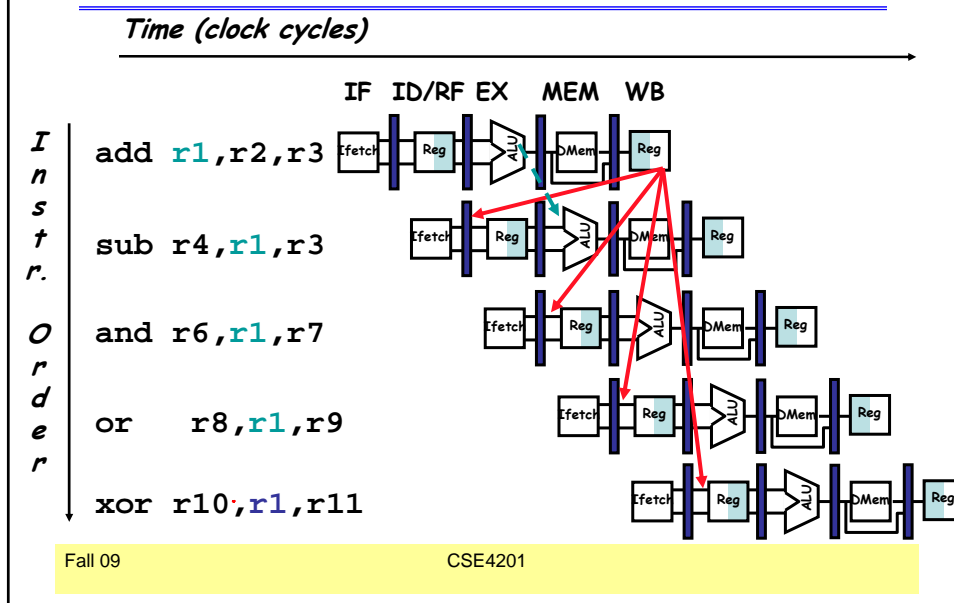 Time (clock cycles)
IF ID/RF EX MEM WB
Instr. Order
add r1,r2,r3 Ifetch Reg ALU DMem Reg
sub r4,r1,r3 Ifetch Reg ALU DMem Reg
and r6,r1,r7 Ifetch Reg ALU DMem Reg
or r8,r1,r9 Ifetch Reg ALU DMem Reg
xor r10,r1,r11 Ifetch Reg ALU DMem Reg
Fall 09 CSE4201